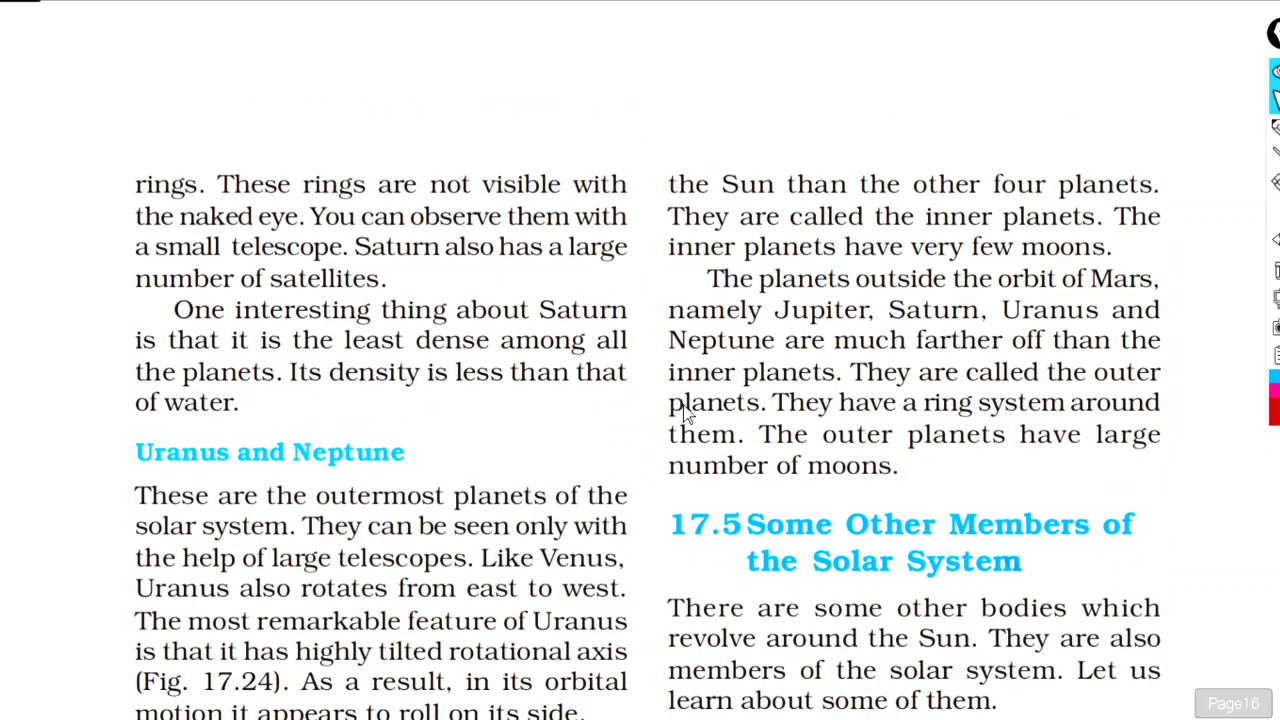 rings. These rings are not visible with
the naked eye. You can observe them with
a small telescope. Saturn also has a large
number of satellites.
One interesting thing about Saturn
is that it is the least dense among all
the planets. Its density is less than that
of water.
Uranus and Neptune
These are the outermost planets of the
solar system. They can be seen only with
the help of large telescopes. Like Venus,
Uranus also rotates from east to west.
The most remarkable feature of Uranus
is that it has highly tilted rotational axis
(Fig. 17.24). As a result, in its orbital
motion it appears to roll on its side.
the Sun than the other four planets.
They are called the inner planets. The
inner planets have very few moons.
The planets outside the orbit of Mars,
namely Jupiter, Saturn, Uranus and
Neptune are much farther off than the
inner planets. They are called the outer
planets. They have a ring system around
them. The outer planets have large
number of moons.
17.5 Some Other Members of
the Solar System
There are some other bodies which
revolve around the Sun. They are also
members of the solar system. Let us
learn about some of them.
Page16